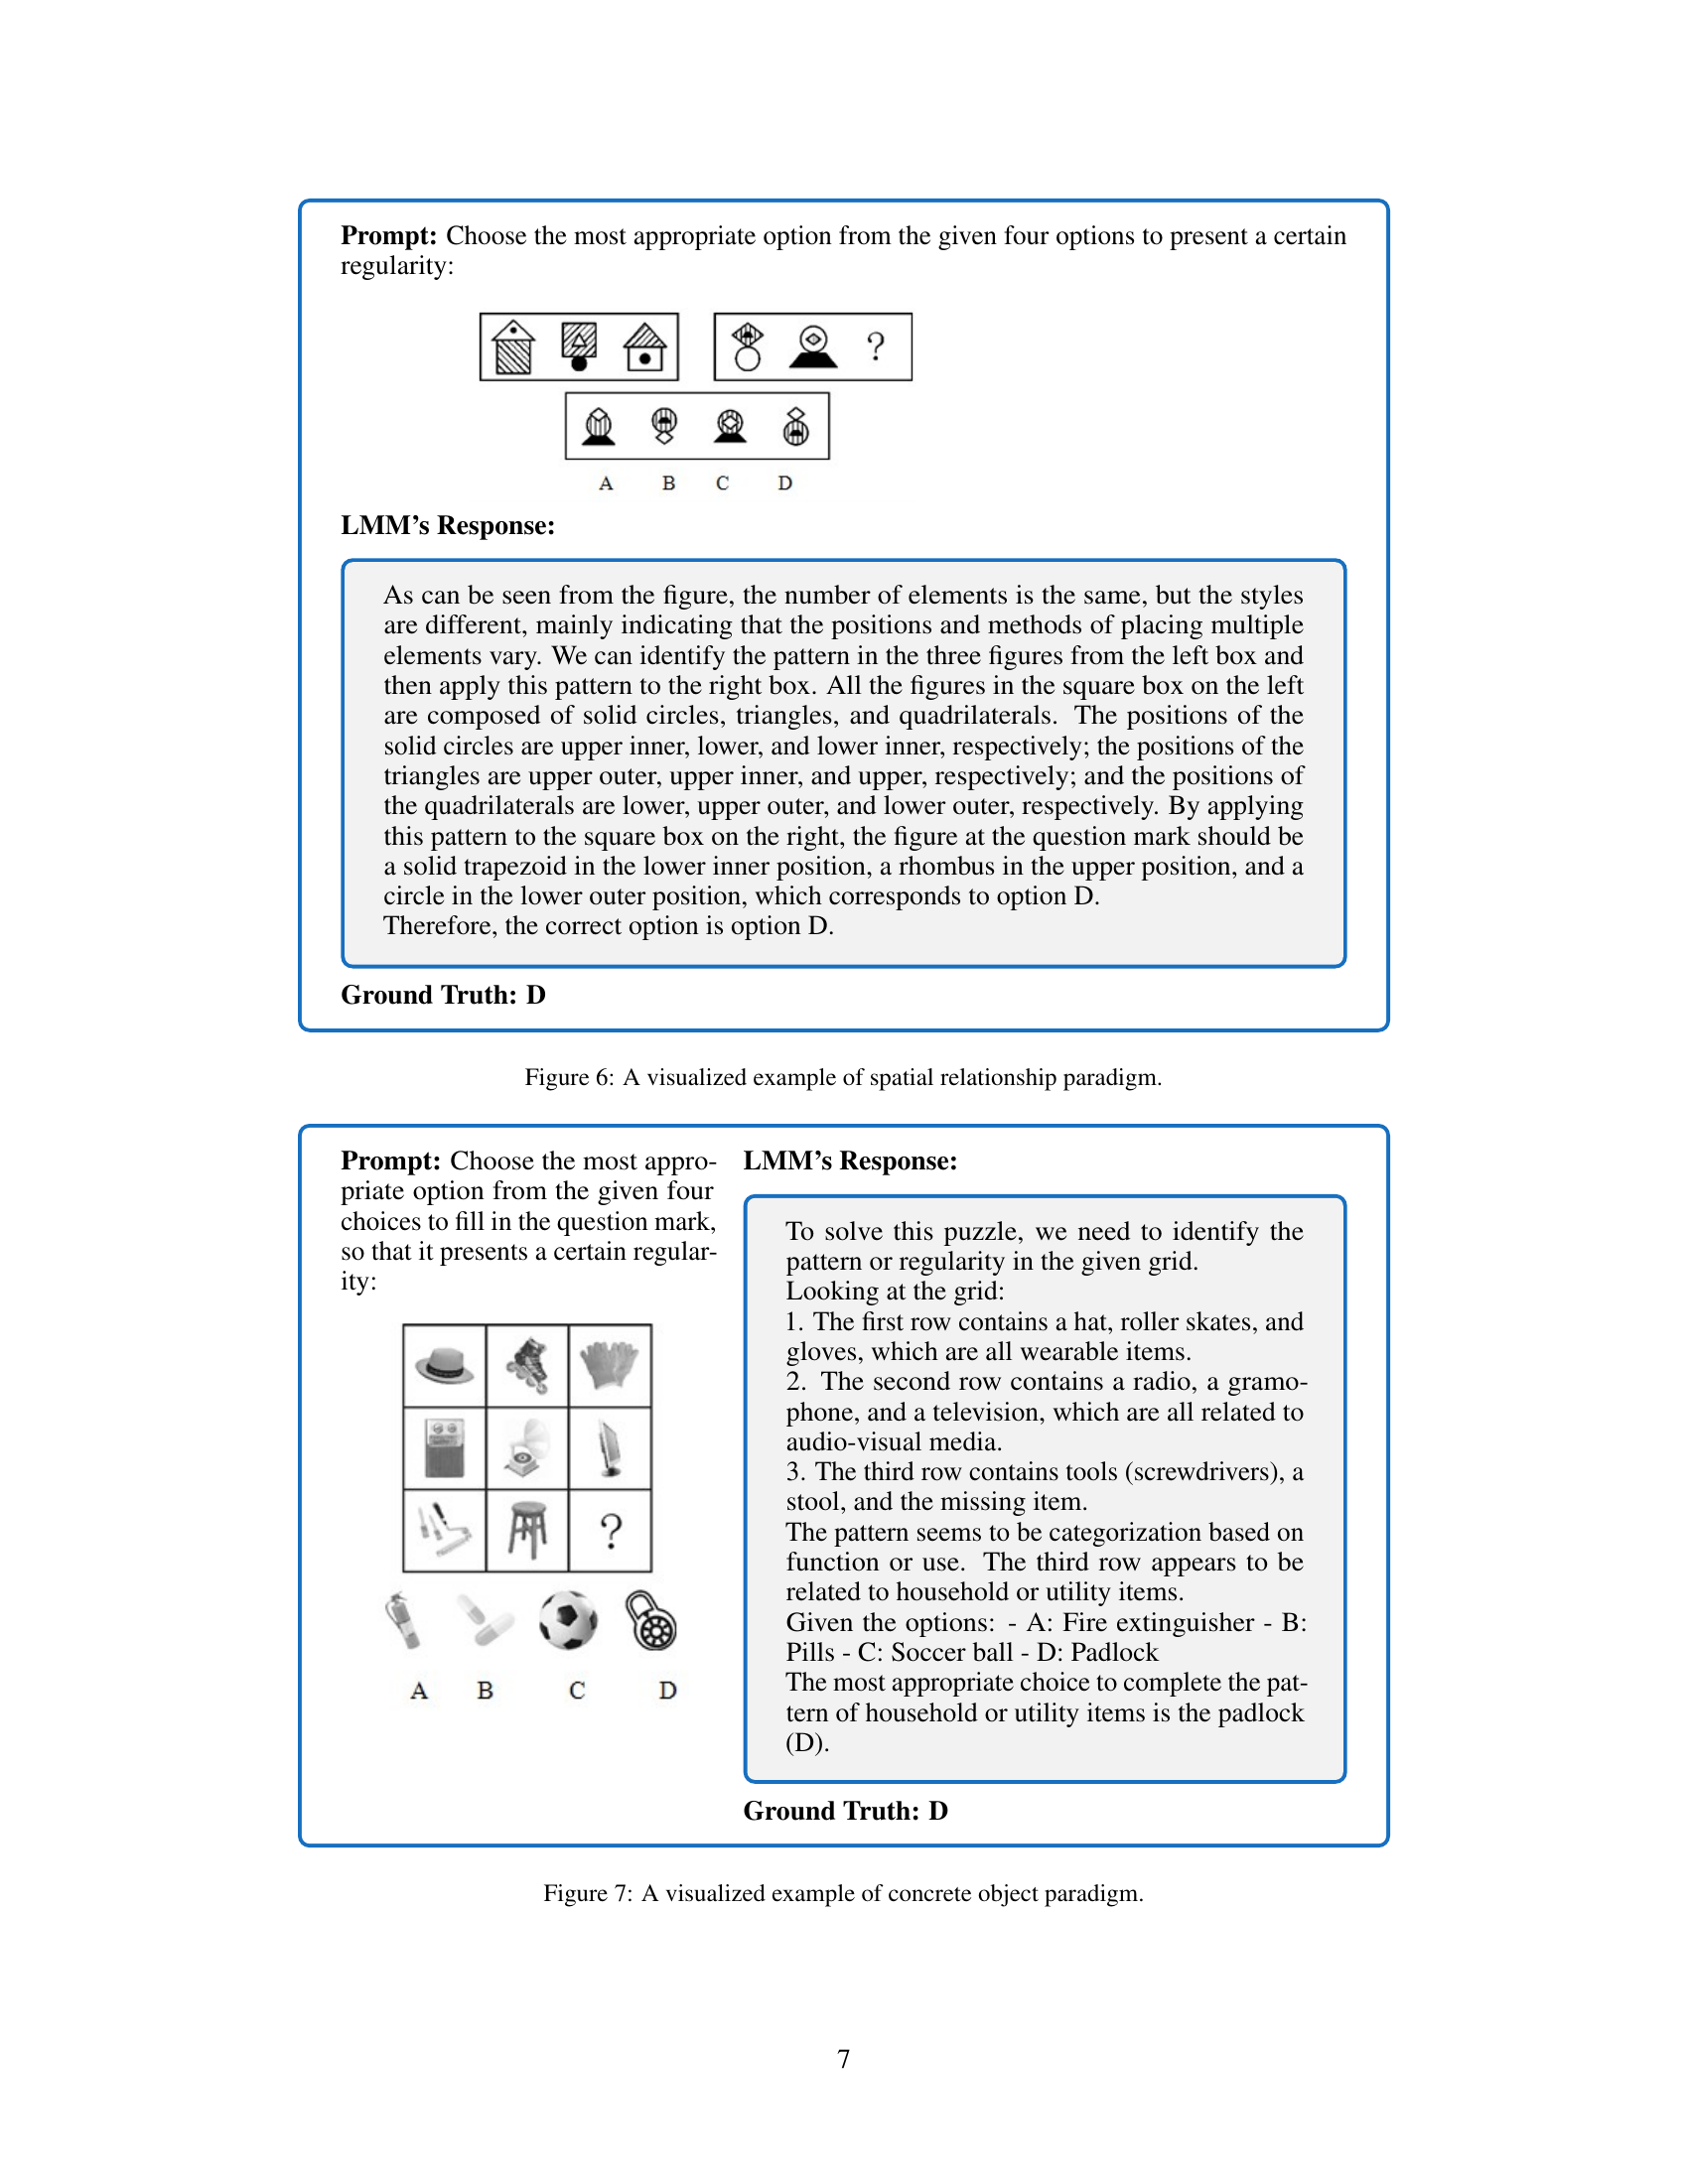 Prompt: Choose the most appropriate option from the given four options to present a certain
regularity:
?
A B C D
LMM's Response:
As can be seen from the figure, the number of elements is the same, but the styles
are different, mainly indicating that the positions and methods of placing multiple
elements vary. We can identify the pattern in the three figures from the left box and
then apply this pattern to the right box. All the figures in the square box on the left
are composed of solid circles, triangles, and quadrilaterals. The positions of the
solid circles are upper inner, lower, and lower inner, respectively; the positions of the
triangles are upper outer, upper inner, and upper, respectively; and the positions of
the quadrilaterals are lower, upper outer, and lower outer, respectively. By applying
this pattern to the square box on the right, the figure at the question mark should be
a solid trapezoid in the lower inner position, a rhombus in the upper position, and a
circle in the lower outer position, which corresponds to option D.
Therefore, the correct option is option D.
Ground Truth: D
Figure 6: A visualized example of spatial relationship paradigm.
Prompt: Choose the most appro-
priate option from the given four
choices to fill in the question mark,
so that it presents a certain regular-
ity:
?
A B C D
LMM's Response:
To solve this puzzle, we need to identify the
pattern or regularity in the given grid.
Looking at the grid:
1. The first row contains a hat, roller skates, and
gloves, which are all wearable items.
2. The second row contains a radio, a gramo-
phone, and a television, which are all related to
audio-visual media.
3. The third row contains tools (screwdrivers), a
stool, and the missing item.
The pattern seems to be categorization based on
function or use. The third row appears to be
related to household or utility items.
Given the options: - A: Fire extinguisher - B:
Pills - C: Soccer ball - D: Padlock
The most appropriate choice to complete the pat-
tern of household or utility items is the padlock
(D).
Ground Truth: D
Figure 7: A visualized example of concrete object paradigm.
7